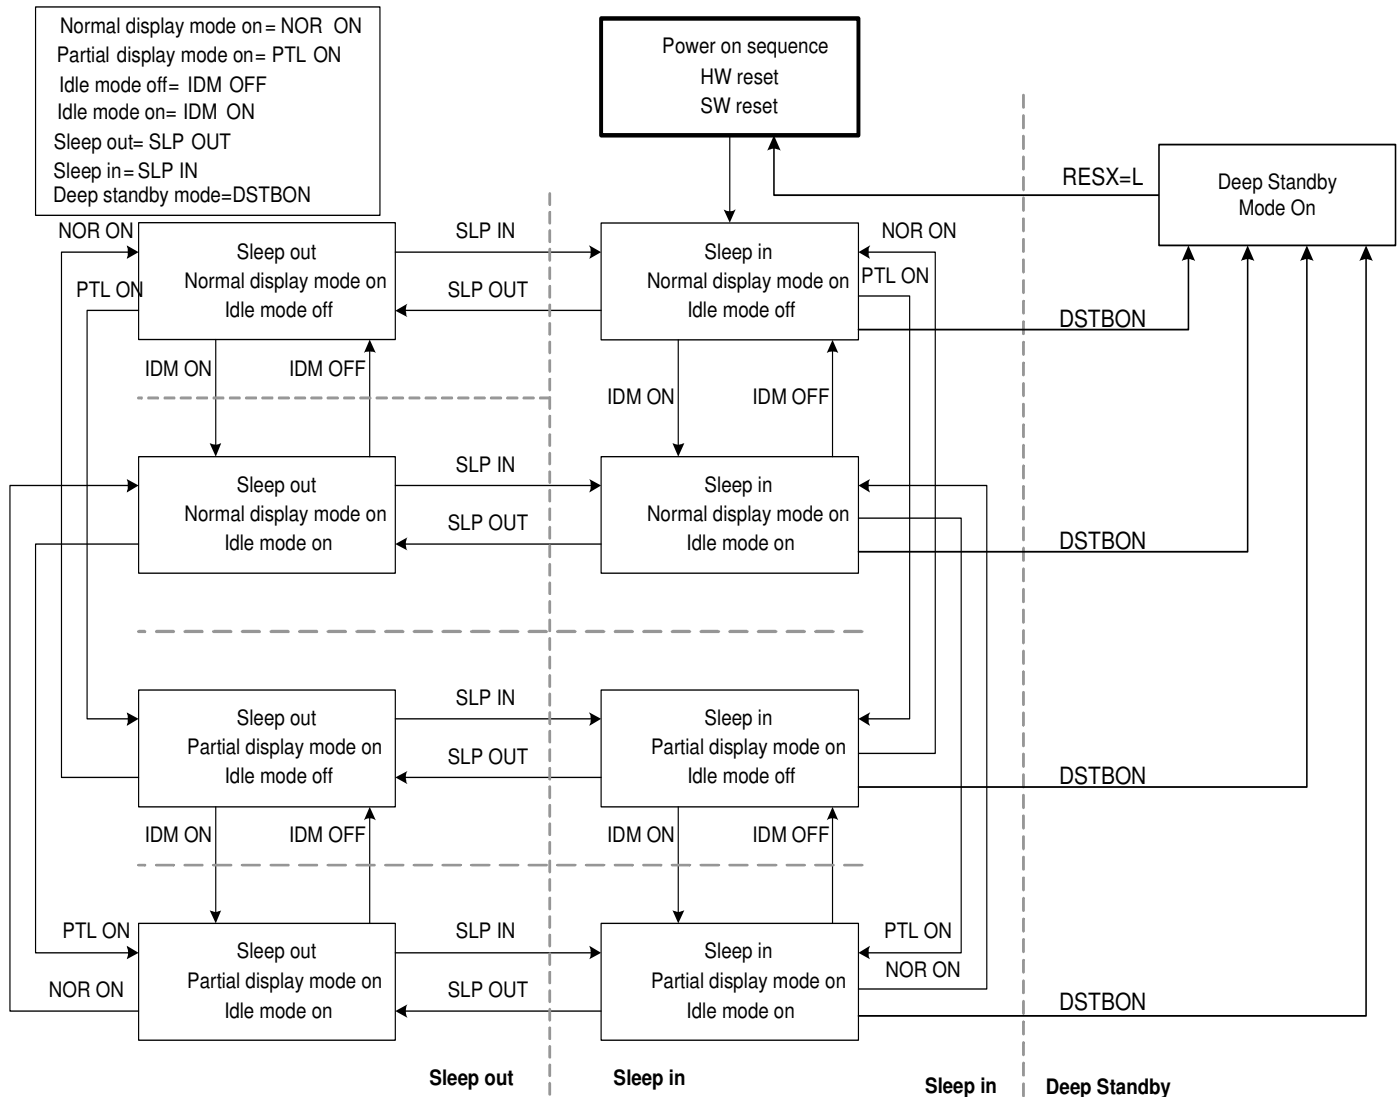 Normal display mode on= NOR ON
Partial display mode on= PTL ON
Idle mode off= IDM OFF
Idle mode on= IDM ON
Sleep out= SLP OUT
Sleep in= SLP IN
Deep standby mode=DSTBON
Power on sequence
HW reset
SW reset
RESX=L
Deep Standby
Mode On
NOR ON
PTL ON
Sleep out
Normal display mode on
Idle mode off
SLP IN
SLP OUT
Sleep in
Normal display mode on
Idle mode off
NOR ON
PTL ON
DSTBON
IDM ON
IDM OFF
IDM ON
IDM OFF
Sleep out
Normal display mode on
Idle mode on
SLP IN
SLP OUT
Sleep in
Normal display mode on
Idle mode on
DSTBON
Sleep out
Partial display mode on
Idle mode off
SLP IN
SLP OUT
Sleep in
Partial display mode on
Idle mode off
DSTBON
IDM ON
IDM OFF
IDM ON
IDM OFF
PTL ON
NOR ON
Sleep out
Partial display mode on
Idle mode on
SLP IN
SLP OUT
Sleep in
Partial display mode on
Idle mode on
PTL ON
NOR ON
DSTBON
Sleep out
Sleep in
Sleep in
Deep Standby